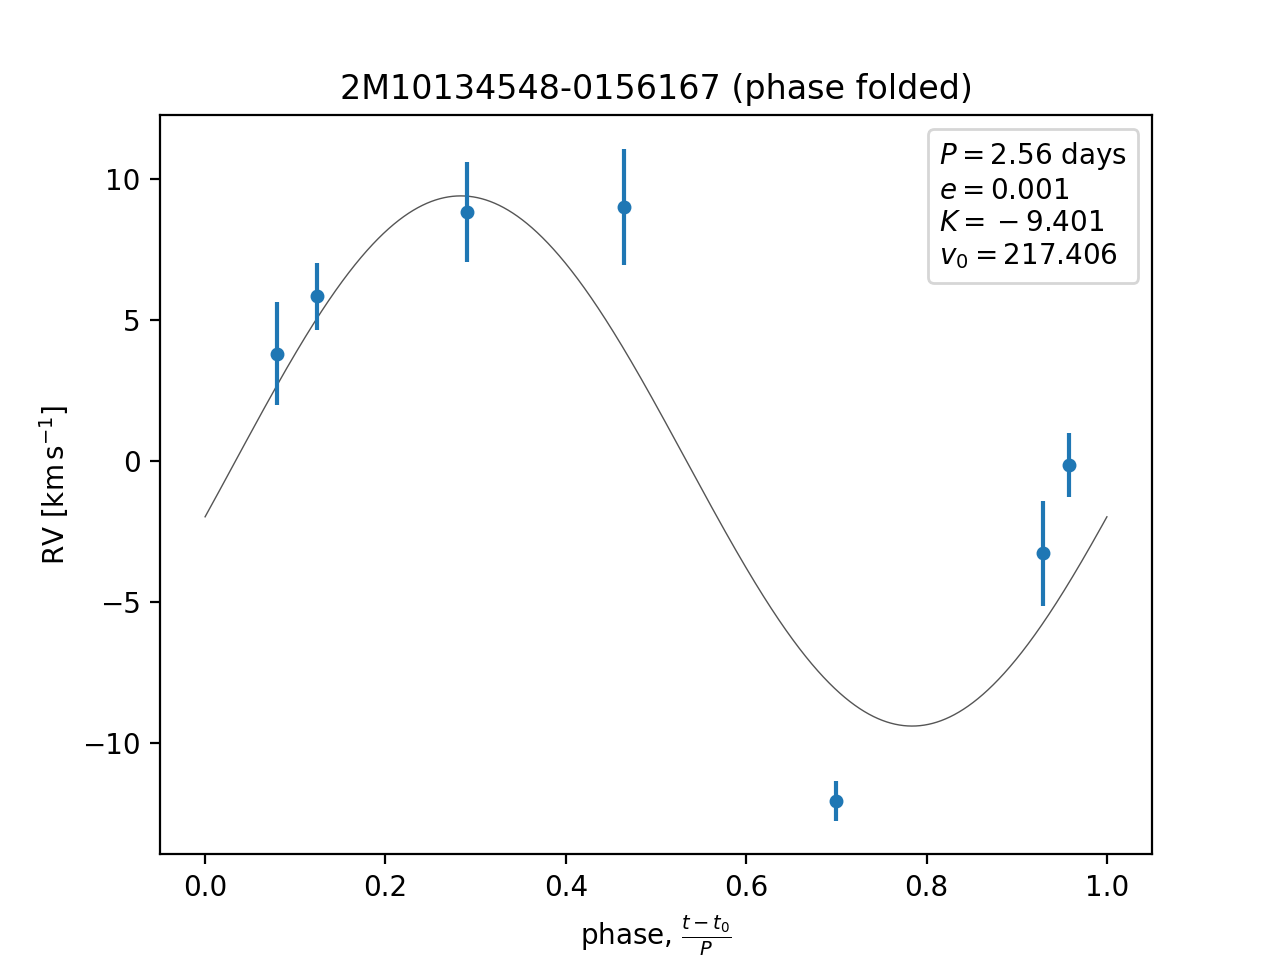 2M10134548-0156167 (phase folded)
P = 2.56 days
e = 0.001
K = −9.401
v₀ = 217.406
10
5
0
−5
−10
RV [km s⁻¹]
0.0 0.2 0.4 0.6 0.8 1.0
phase, (t − t₀)/P